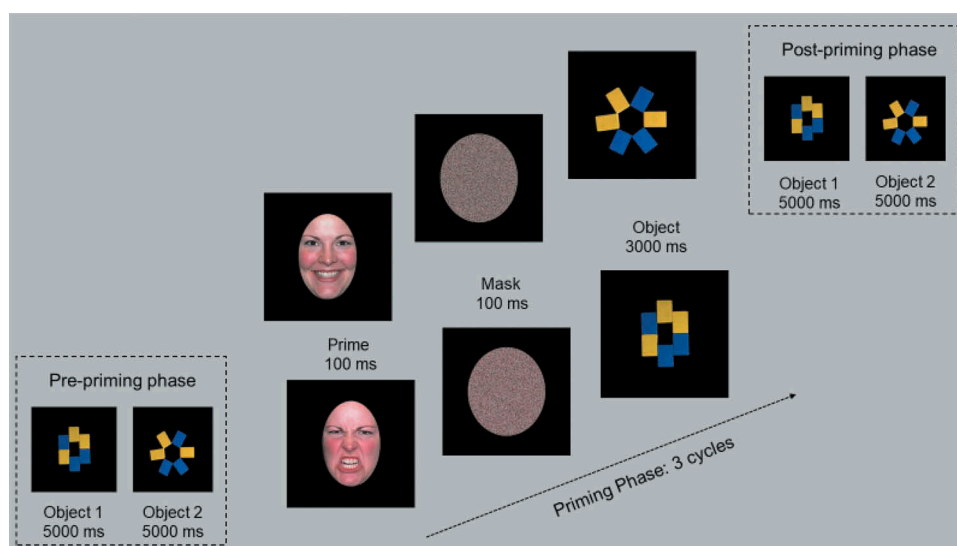 Post-priming phase
Object 1
5000 ms
Object 2
5000 ms
Object
3000 ms
Mask
100 ms
Prime
100 ms
Pre-priming phase
Object 1
5000 ms
Object 2
5000 ms
Priming Phase: 3 cycles